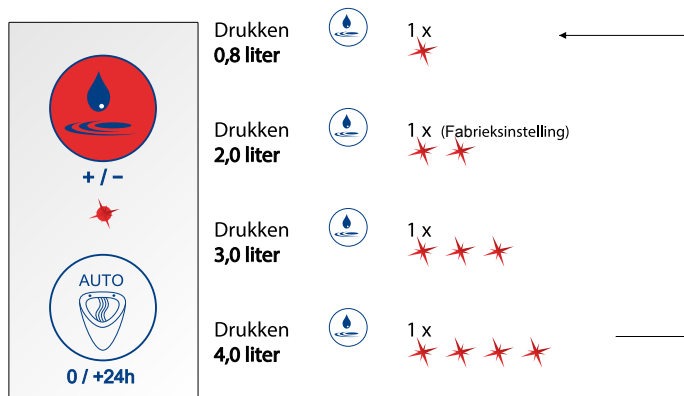 + / −
AUTO
0 / +24h
Drukken 1 x
0,8 liter
Drukken 1 x (Fabrieksinstelling)
2,0 liter
Drukken 1 x
3,0 liter
Drukken 1 x
4,0 liter